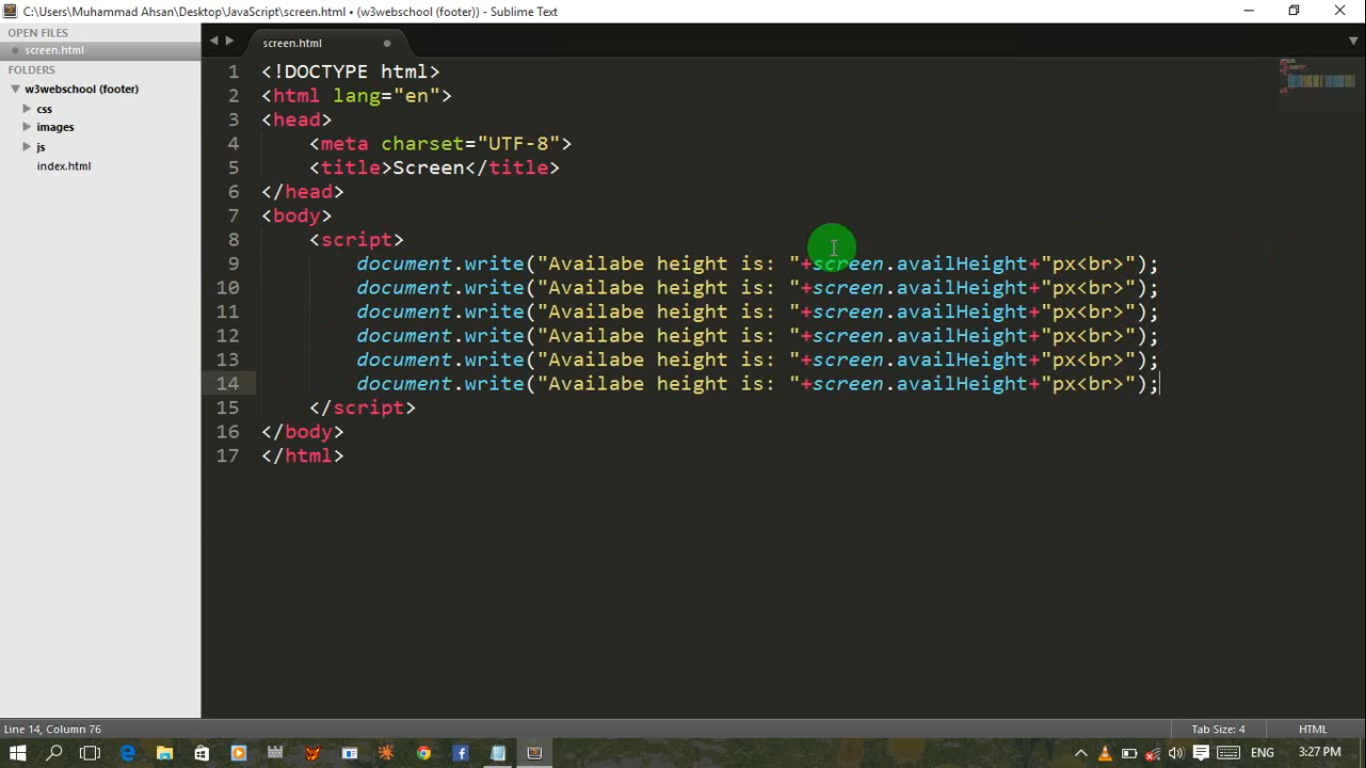 C:\Users\Muhammad Ahsan\Desktop\JavaScript\screen.html • (w3webschool (footer)) - Sublime Text
OPEN FILES
screen.html
FOLDERS
w3webschool (footer)
css
images
js
index.html
screen.html
1 <!DOCTYPE html>
2 <html lang="en">
3 <head>
4 <meta charset="UTF-8">
5 <title>Screen</title>
6 </head>
7 <body>
8 <script>
9 document.write("Availabe height is: "+screen.availHeight+"px<br>");
10 document.write("Availabe height is: "+screen.availHeight+"px<br>");
11 document.write("Availabe height is: "+screen.availHeight+"px<br>");
12 document.write("Availabe height is: "+screen.availHeight+"px<br>");
13 document.write("Availabe height is: "+screen.availHeight+"px<br>");
14 document.write("Availabe height is: "+screen.availHeight+"px<br>");
15 </script>
16 </body>
17 </html>
Line 14, Column 76
Tab Size: 4
HTML
ENG
3:27 PM